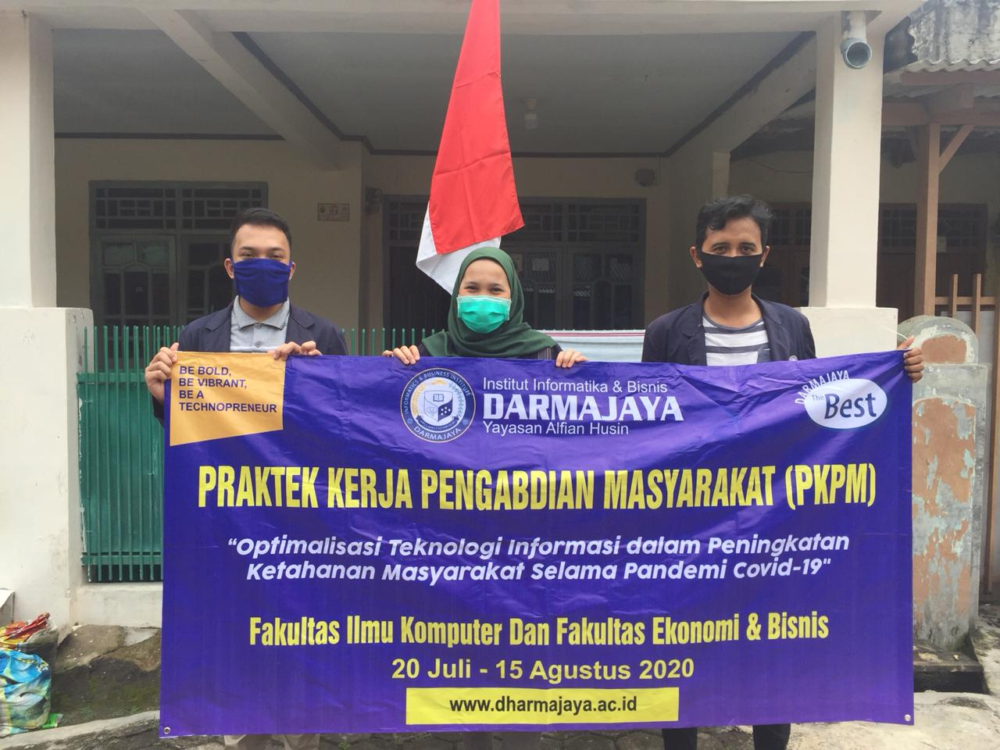 BE BOLD,
BE VIBRANT,
BE A
TECHNOPRENEUR
INFORMATICS & BUSINESS INSTITUTE
DARMAJAYA
Institut Informatika & Bisnis
DARMAJAYA
Yayasan Alfian Husin
DARMAJAYA
The Best
PRAKTEK KERJA PENGABDIAN MASYARAKAT (PKPM)
"Optimalisasi Teknologi Informasi dalam Peningkatan
Ketahanan Masyarakat Selama Pandemi Covid-19"
Fakultas Ilmu Komputer Dan Fakultas Ekonomi & Bisnis
20 Juli - 15 Agustus 2020
www.dharmajaya.ac.id